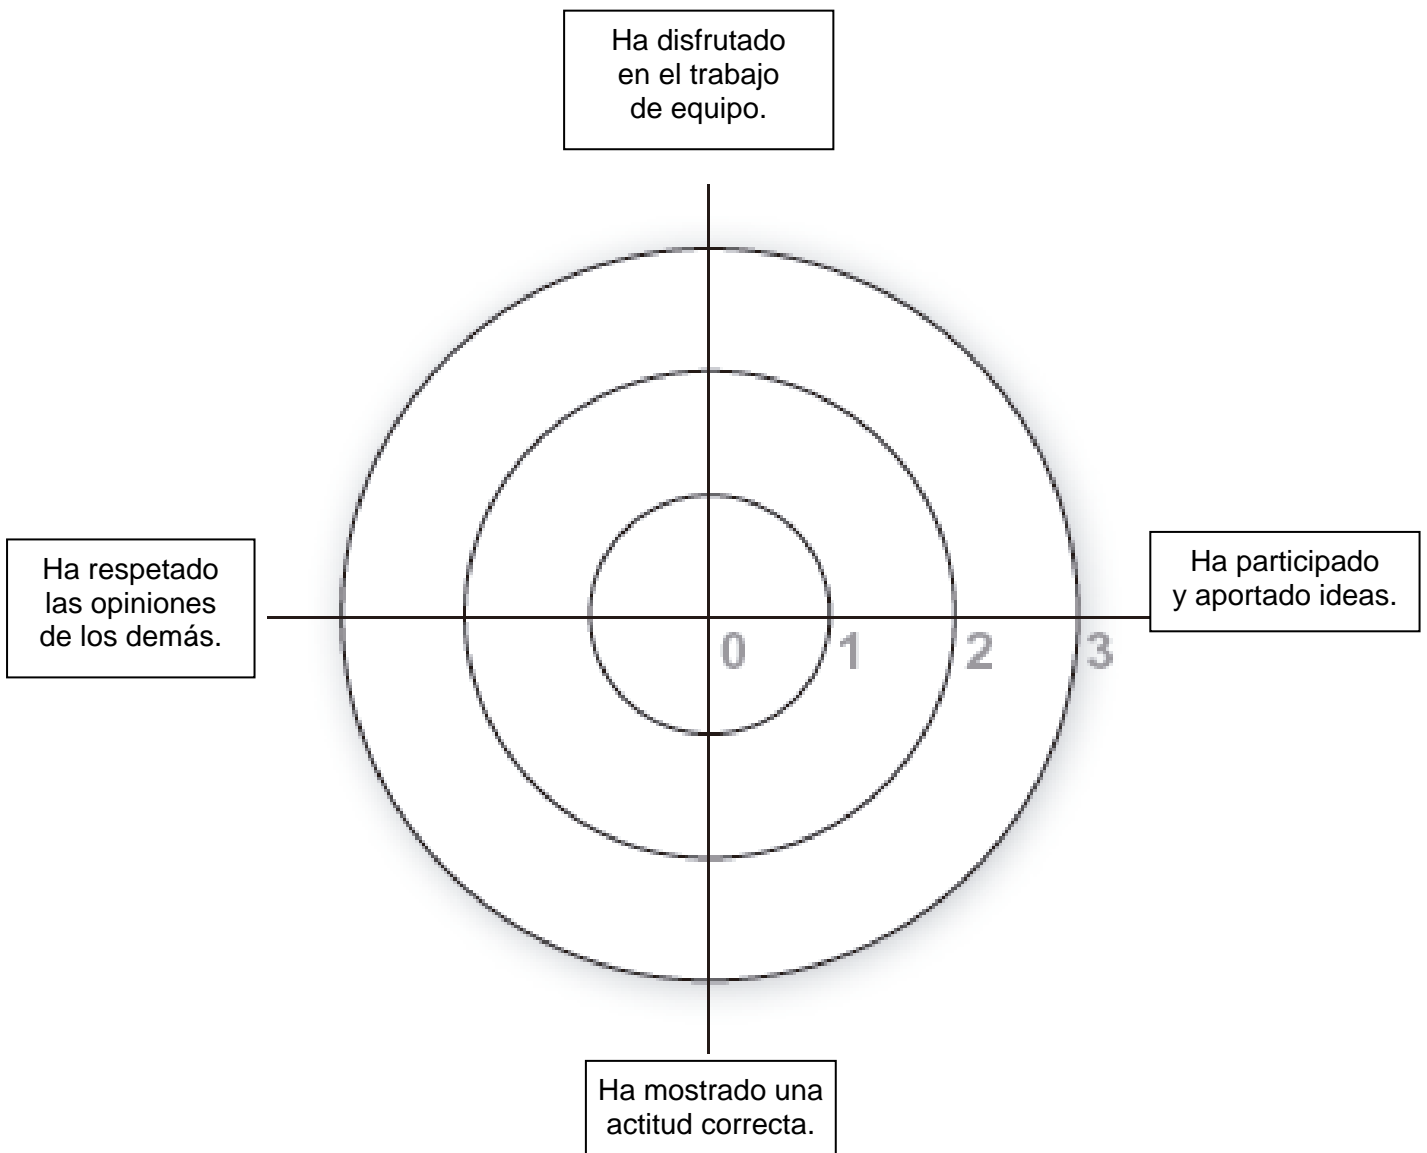 Ha disfrutado
en el trabajo
de equipo.
Ha respetado
las opiniones
de los demás.
Ha participado
y aportado ideas.
0 1 2 3
Ha mostrado una
actitud correcta.